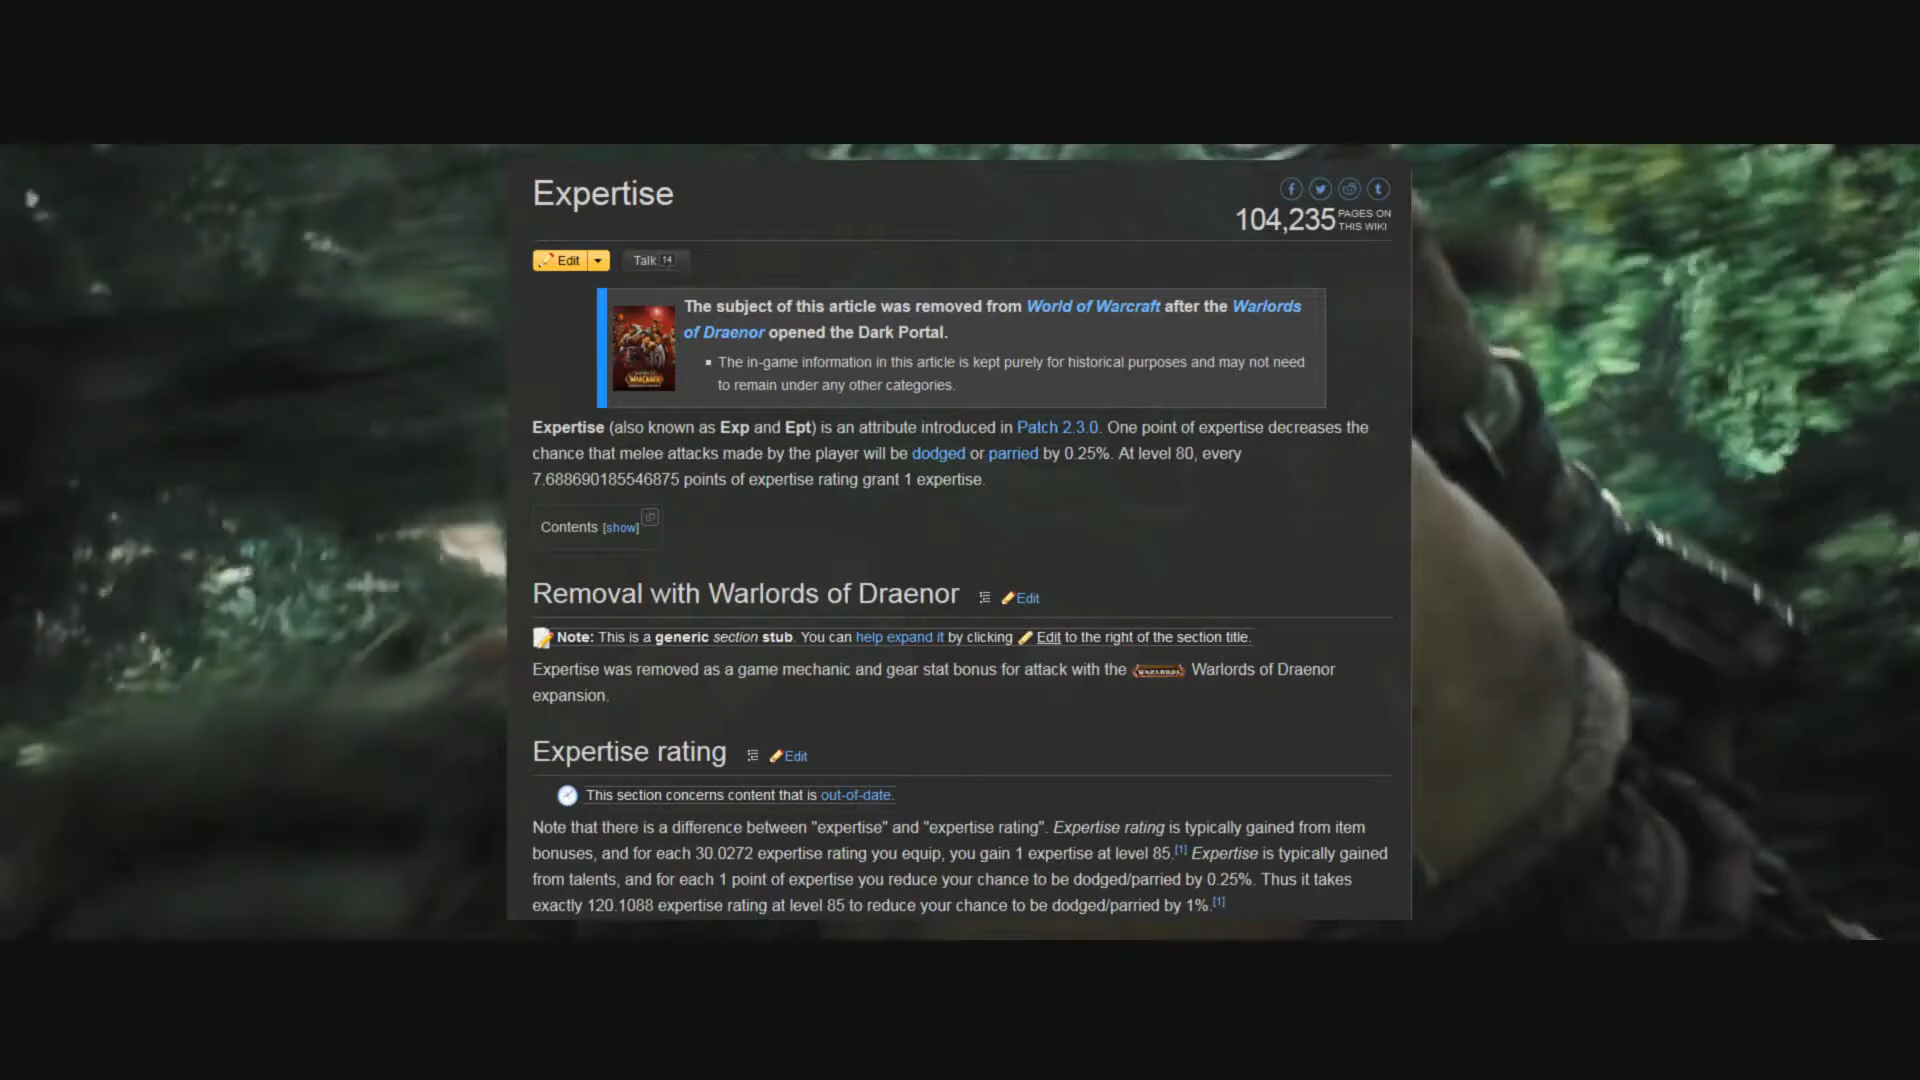 Expertise
104,235 PAGES ON
THIS WIKI
Edit
Talk 14
The subject of this article was removed from World of Warcraft after the Warlords
of Draenor opened the Dark Portal.
The in-game information in this article is kept purely for historical purposes and may not need
to remain under any other categories.
Expertise (also known as Exp and Ept) is an attribute introduced in Patch 2.3.0. One point of expertise decreases the
chance that melee attacks made by the player will be dodged or parried by 0.25%. At level 80, every
7.688690185546875 points of expertise rating grant 1 expertise.
Contents [show]
Removal with Warlords of Draenor Edit
Note: This is a generic section stub. You can help expand it by clicking Edit to the right of the section title.
Expertise was removed as a game mechanic and gear stat bonus for attack with the WARLORDS Warlords of Draenor
expansion.
Expertise rating Edit
This section concerns content that is out-of-date.
Note that there is a difference between "expertise" and "expertise rating". Expertise rating is typically gained from item
bonuses, and for each 30.0272 expertise rating you equip, you gain 1 expertise at level 85.[1] Expertise is typically gained
from talents, and for each 1 point of expertise you reduce your chance to be dodged/parried by 0.25%. Thus it takes
exactly 120.1088 expertise rating at level 85 to reduce your chance to be dodged/parried by 1%.[1]